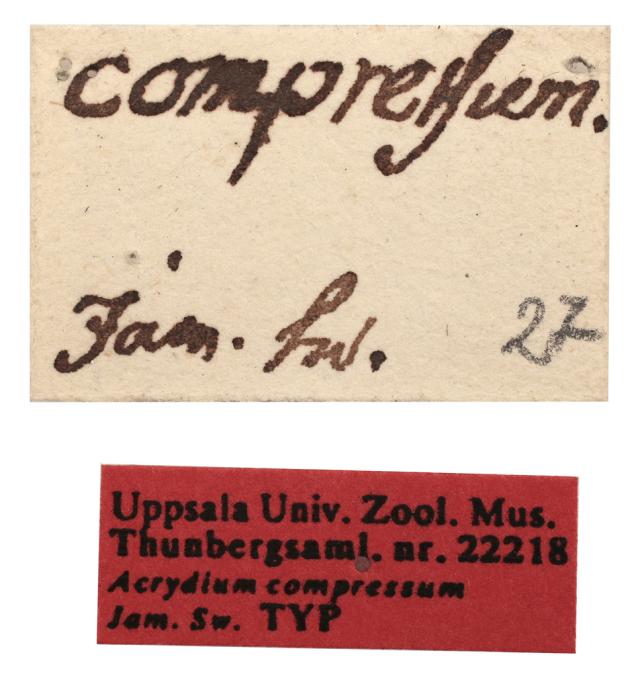 compressum.
Jam. Sw. 27
Uppsala Univ. Zool. Mus.
Thunbergsaml. nr. 22218
Acrydium compressum
Jam. Sw. TYP